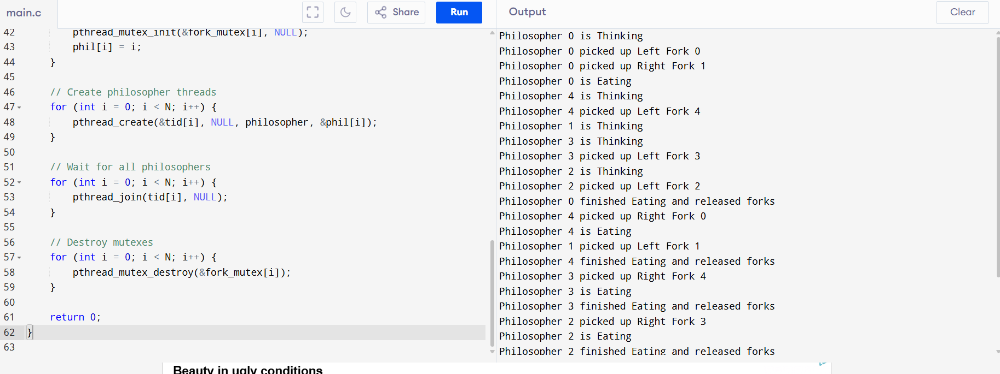 main.c
Share
Run
Output
Clear
42 pthread_mutex_init(&fork_mutex[i], NULL);
43 phil[i] = i;
44 }
45
46 // Create philosopher threads
47 for (int i = 0; i < N; i++) {
48 pthread_create(&tid[i], NULL, philosopher, &phil[i]);
49 }
50
51 // Wait for all philosophers
52 for (int i = 0; i < N; i++) {
53 pthread_join(tid[i], NULL);
54 }
55
56 // Destroy mutexes
57 for (int i = 0; i < N; i++) {
58 pthread_mutex_destroy(&fork_mutex[i]);
59 }
60
61 return 0;
62 }
63
Philosopher 0 is Thinking
Philosopher 0 picked up Left Fork 0
Philosopher 0 picked up Right Fork 1
Philosopher 0 is Eating
Philosopher 4 is Thinking
Philosopher 4 picked up Left Fork 4
Philosopher 1 is Thinking
Philosopher 3 is Thinking
Philosopher 3 picked up Left Fork 3
Philosopher 2 is Thinking
Philosopher 2 picked up Left Fork 2
Philosopher 0 finished Eating and released forks
Philosopher 4 picked up Right Fork 0
Philosopher 4 is Eating
Philosopher 1 picked up Left Fork 1
Philosopher 4 finished Eating and released forks
Philosopher 3 picked up Right Fork 4
Philosopher 3 is Eating
Philosopher 3 finished Eating and released forks
Philosopher 2 picked up Right Fork 3
Philosopher 2 is Eating
Philosopher 2 finished Eating and released forks
Beauty in ugly conditions